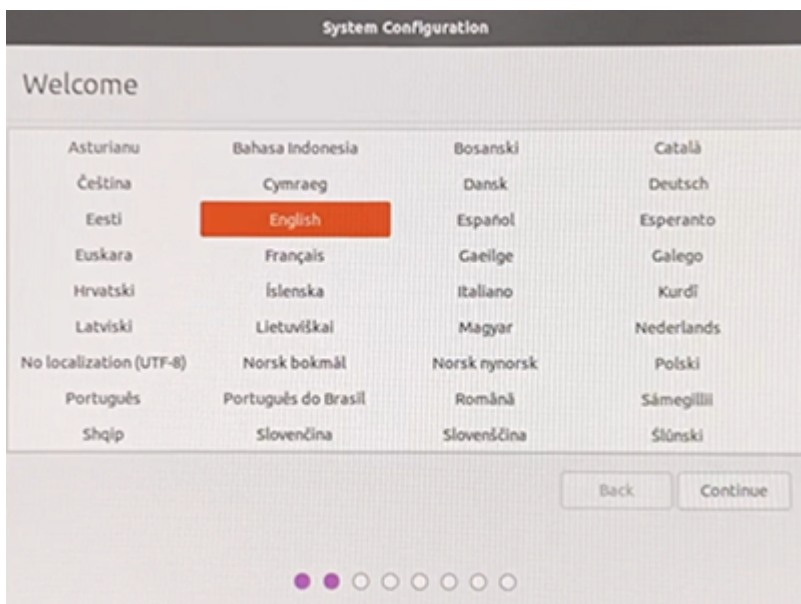 System Configuration
Welcome
Asturianu Bahasa Indonesia Bosanski Català
Čeština Cymraeg Dansk Deutsch
Eesti English Español Esperanto
Euskara Français Gaeilge Galego
Hrvatski Íslenska Italiano Kurdî
Latviski Lietuviškai Magyar Nederlands
No localization (UTF-8) Norsk bokmål Norsk nynorsk Polski
Português Português do Brasil Română Sámegillii
Shqip Slovenčina Slovenščina Ślůnski
Back Continue